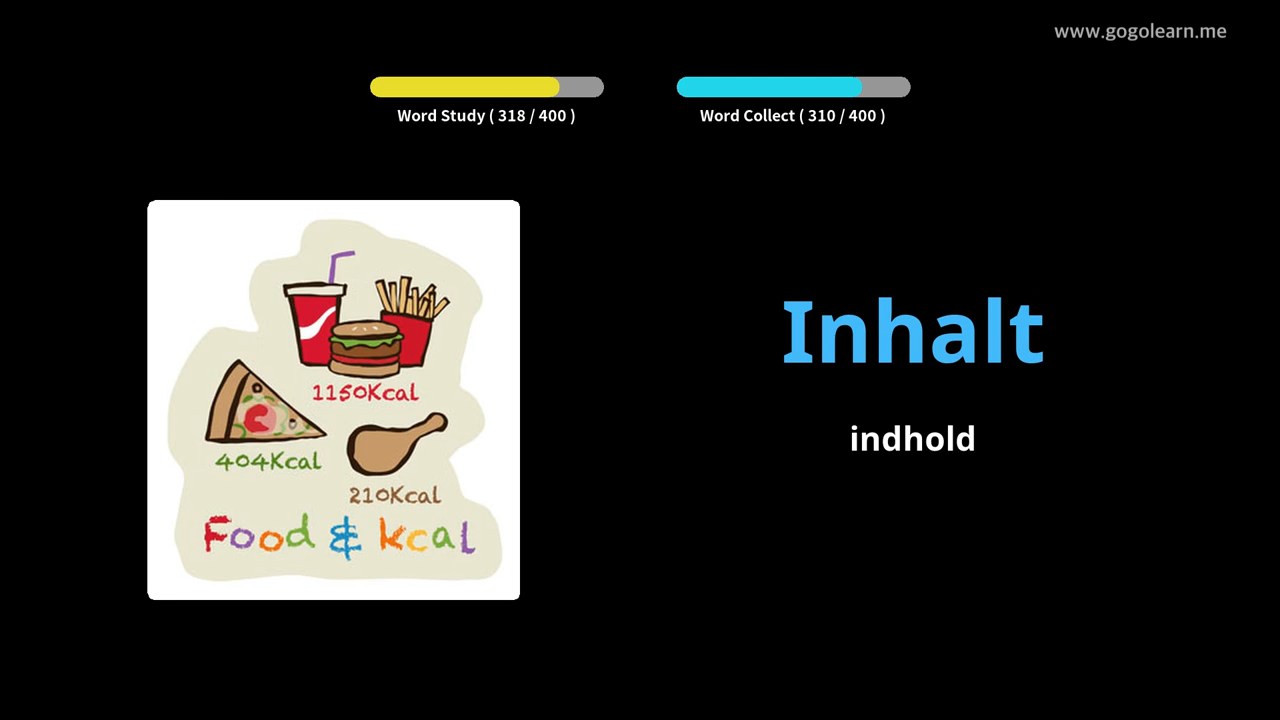 www.gogolearn.me
Word Study ( 318 / 400 )
Word Collect ( 310 / 400 )
1150Kcal
404Kcal
210Kcal
Food & kcal
Inhalt
indhold